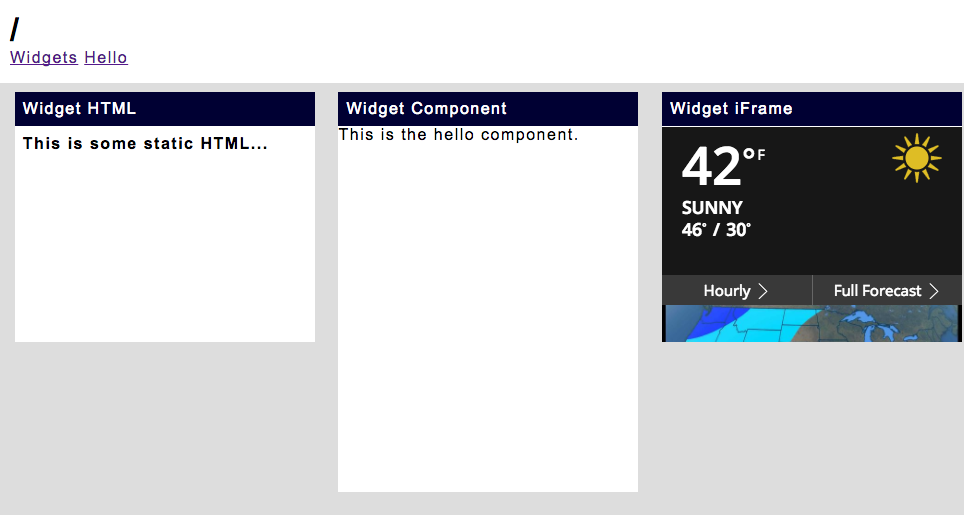 /
Widgets Hello
Widget HTML
This is some static HTML...
Widget Component
This is the hello component.
Widget iFrame
42°F
SUNNY
46° / 30°
Hourly
Full Forecast